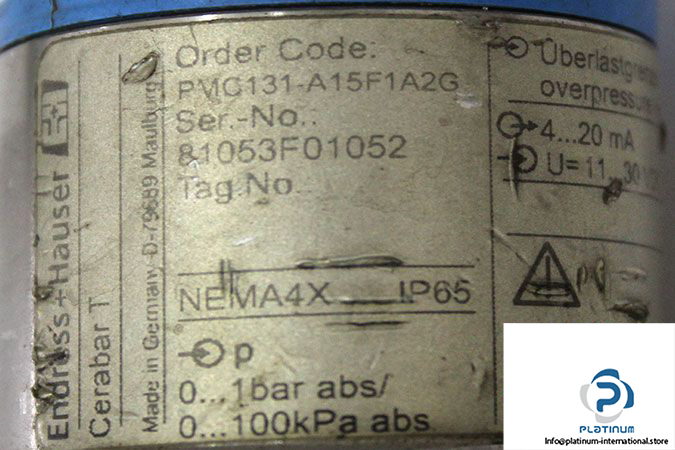 Endress+Hauser
Cerabar T
Made in Germany D-79689 Maulburg
Order Code:
PMC131-A15F1A2G
Ser.-No.:
81053F01052
Tag.No
NEMA4X IP65
p
0...1bar abs/
0...100kPa abs
overpressure
4...20 mA
U= 11...30
PLATINUM
Info@platinum-international.store